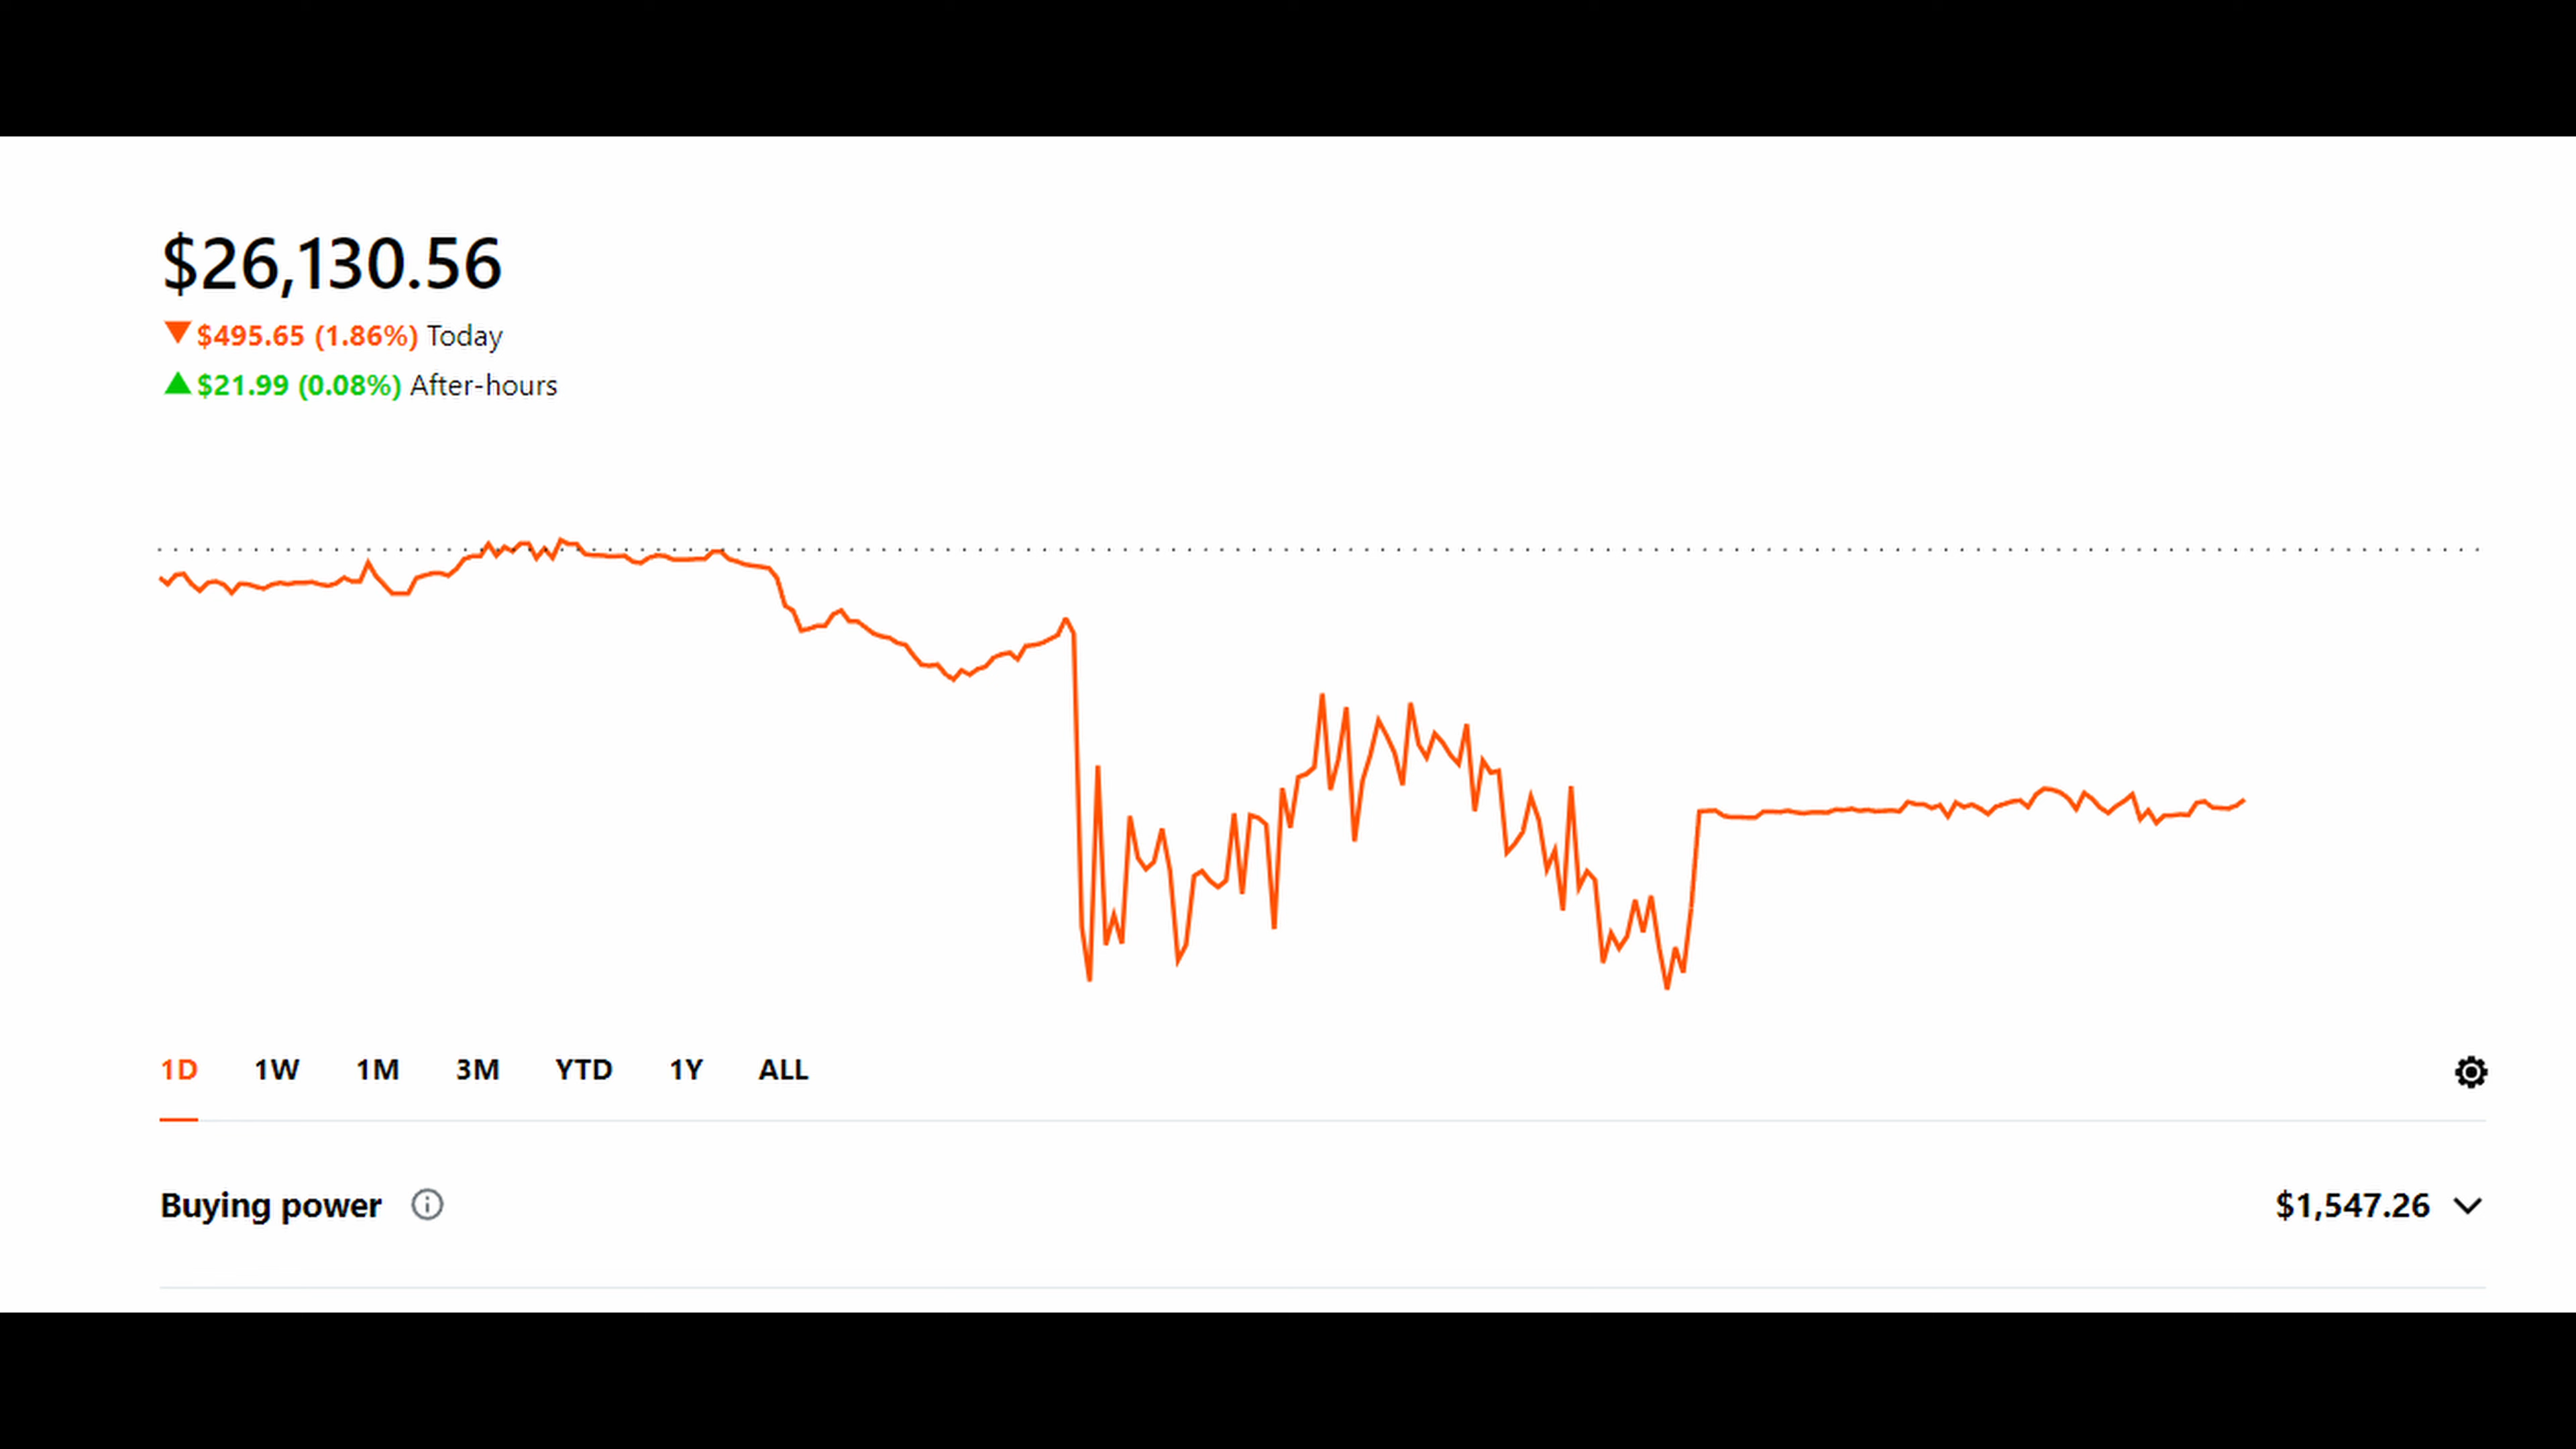 $26,130.56
▼$495.65 (1.86%) Today
▲$21.99 (0.08%) After-hours
1D 1W 1M 3M YTD 1Y ALL
Buying power $1,547.26